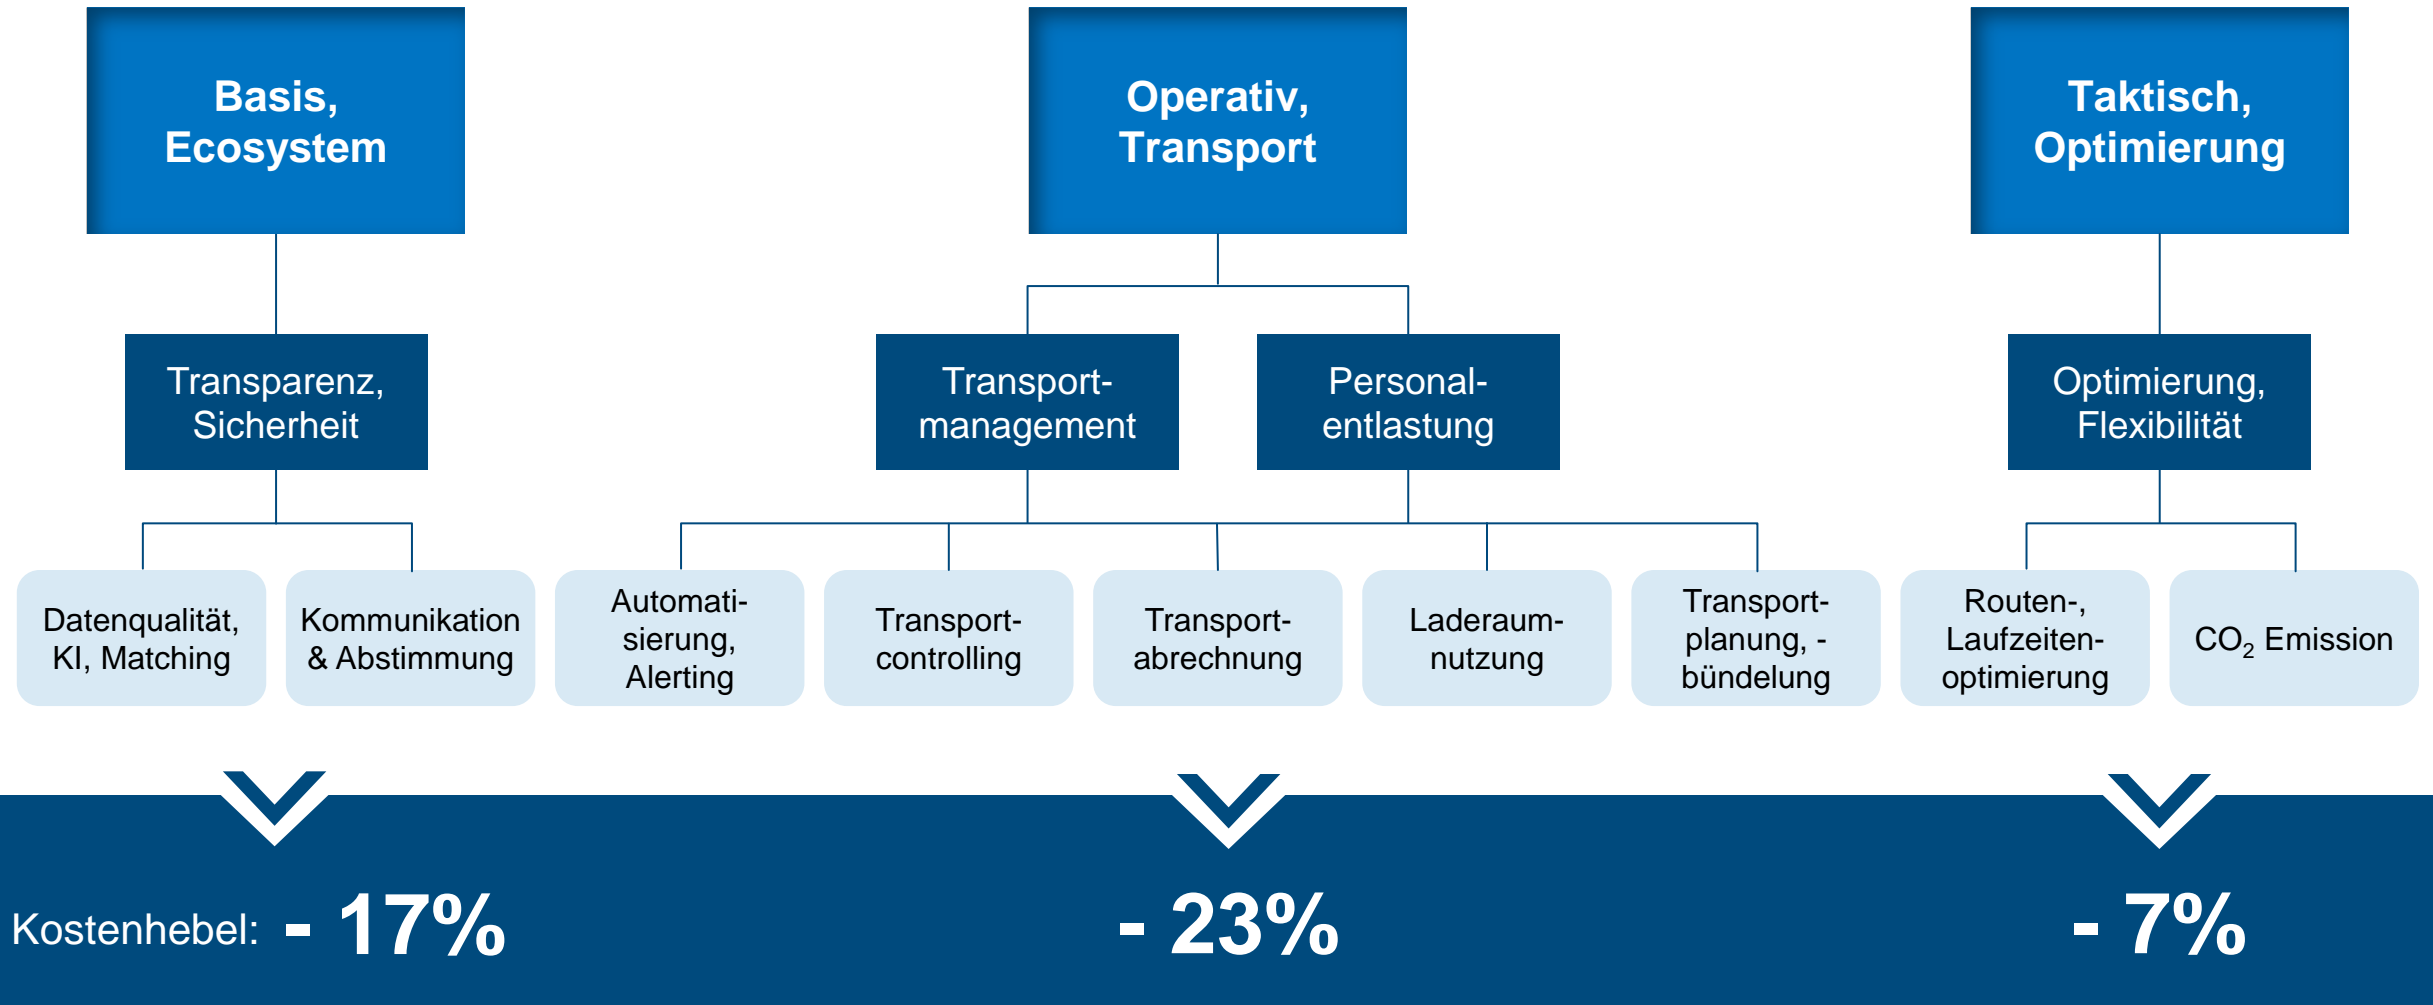 Basis,
Ecosystem
Operativ,
Transport
Taktisch,
Optimierung
Transparenz,
Sicherheit
Transport-
management
Personal-
entlastung
Optimierung,
Flexibilität
Datenqualität,
KI, Matching
Kommunikation
& Abstimmung
Automati-
sierung,
Alerting
Transport-
controlling
Transport-
abrechnung
Laderaum-
nutzung
Transport-
planung, -
bündelung
Routen-,
Laufzeiten-
optimierung
CO₂ Emission
Kostenhebel: - 17%
- 23%
- 7%